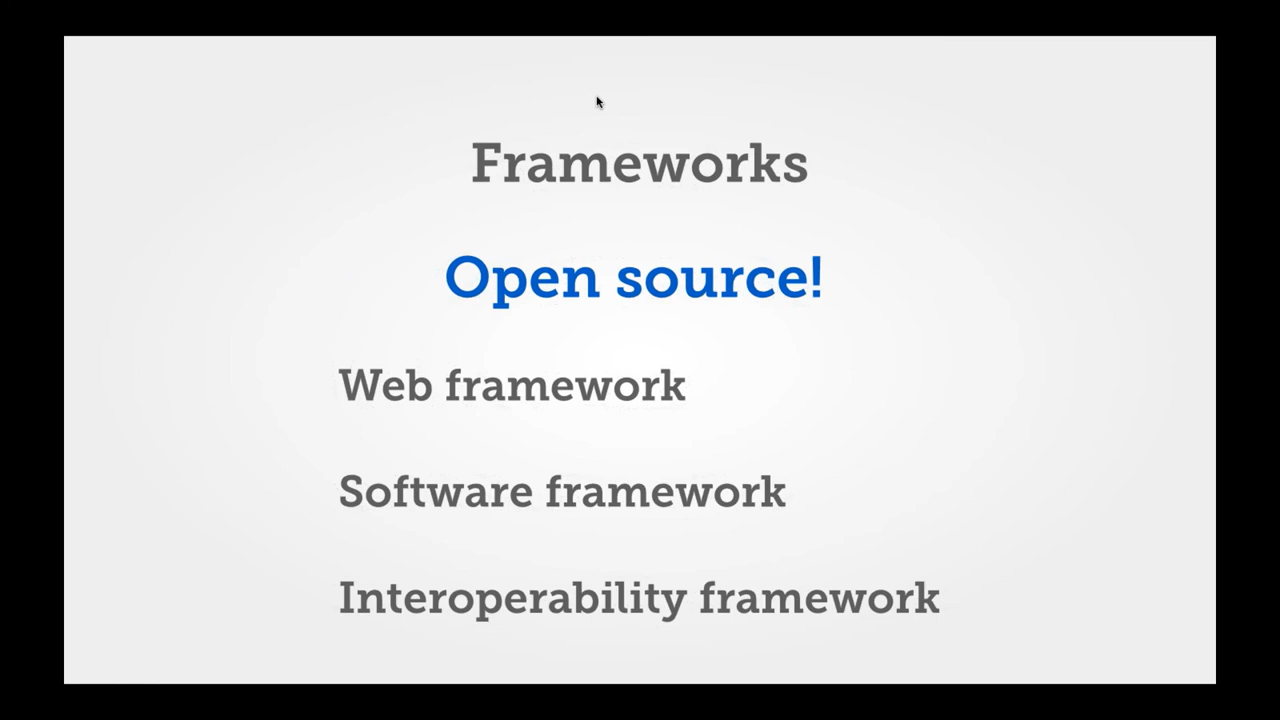 Frameworks
Open source!
Web framework
Software framework
Interoperability framework